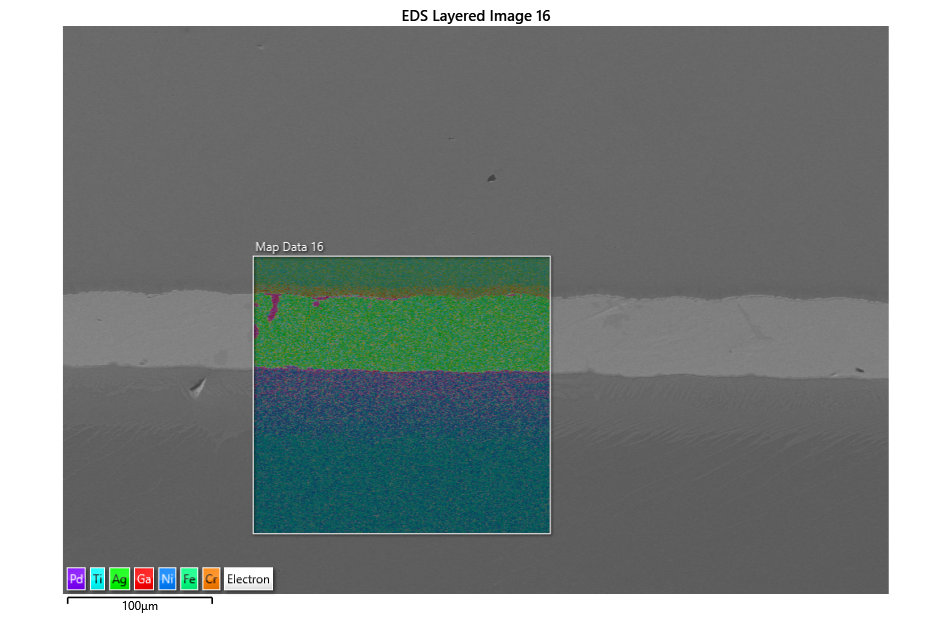 EDS Layered Image 16
Map Data 16
Pd Ti Ag Ga Ni Fe Cr Electron
100µm